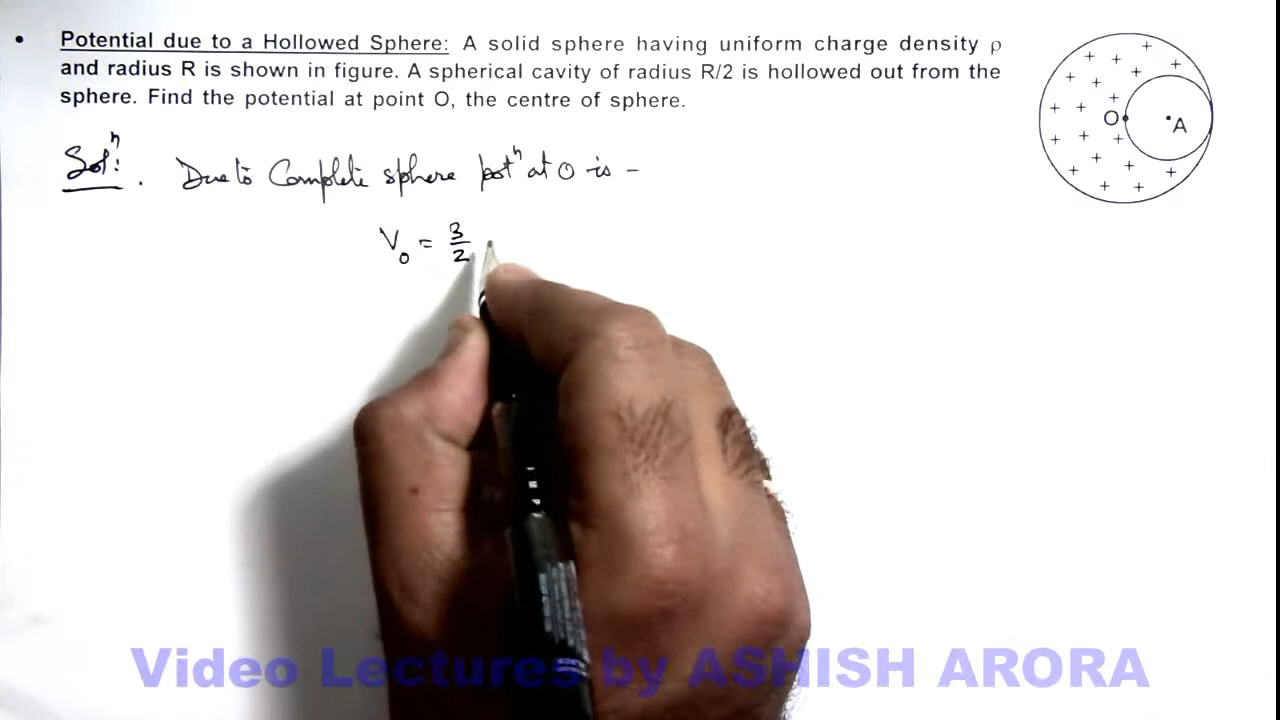 • Potential due to a Hollowed Sphere: A solid sphere having uniform charge density ρ
and radius R is shown in figure. A spherical cavity of radius R/2 is hollowed out from the
sphere. Find the potential at point O, the centre of sphere.
O A
Solⁿ: . Due to Complete sphere potⁿ at O is –
V₀ = 3/2
Video Lectures by ASHISH ARORA